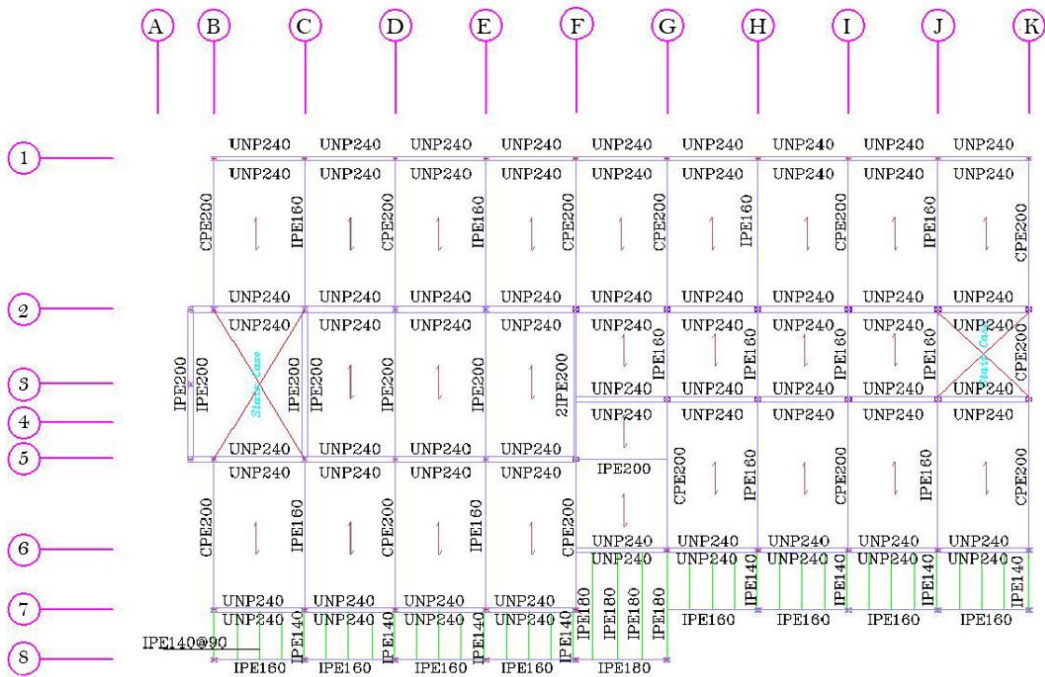 A B C D E F G H I J K
1
UNP240 UNP240 UNP240 UNP240 UNP240 UNP240 UNP240 UNP240 UNP240
UNP240 UNP240 UNP240 UNP240 UNP240 UNP240 UNP240 UNP240 UNP240
CPE200 IPE160 CPE200 IPE160 CPE200 CPE200 IPE160 CPE200 IPE160 CPE200
2
UNP240 UNP240 UNP240 UNP240 UNP240 UNP240 UNP240 UNP240 UNP240
UNP240 UNP240 UNP240 UNP240 UNP240 UNP240 UNP240 UNP240 UNP240
IPE160 IPE160 IPE160 IPE160 CPE200
Stair Case
3
IPE200 IPE200 IPE200 IPE200 CPE200 IPE200 2IPE200
Stair Case
UNP240 UNP240 UNP240 UNP240 UNP240
4
UNP240 UNP240 UNP240 UNP240 UNP240
UNP240 UNP240 UNP240 UNP240
5
UNP240 UNP240 UNP240 UNP240 IPE200
CPE200 IPE160 CPE200 IPE160 CPE200
CPE200 IPE160 CPE200 IPE160 CPE200
6
UNP240 UNP240 UNP240 UNP240 UNP240
UNP240 UNP240 UNP240 UNP240 UNP240
IPE140 IPE140 IPE140 IPE140
7
UNP240 UNP240 UNP240 UNP240
UNP240 UNP240 UNP240 UNP240
IPE180 IPE180 IPE180 IPE180
IPE160 IPE160 IPE160 IPE160
IPE140 IPE140 IPE140 IPE140
IPE140@90
8
IPE160 IPE160 IPE160 IPE160 IPE180